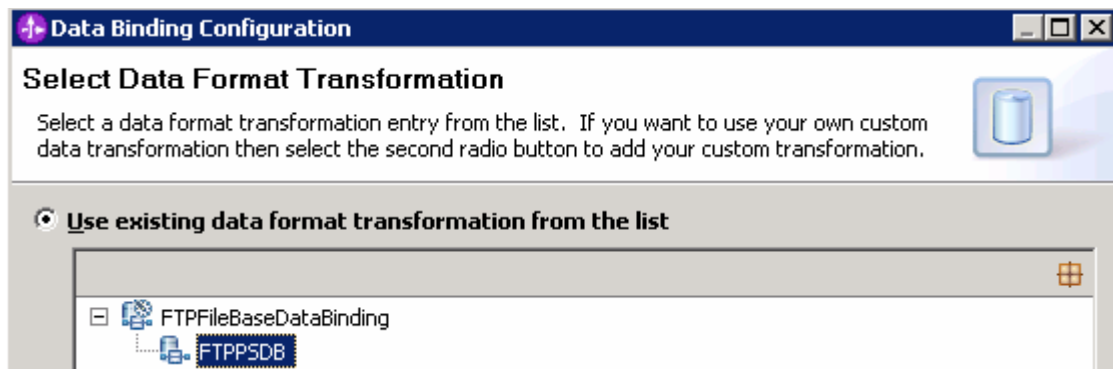 Data Binding Configuration
Select Data Format Transformation
Select a data format transformation entry from the list. If you want to use your own custom
data transformation then select the second radio button to add your custom transformation.
Use existing data format transformation from the list
FTPFileBaseDataBinding
FTPPSDB